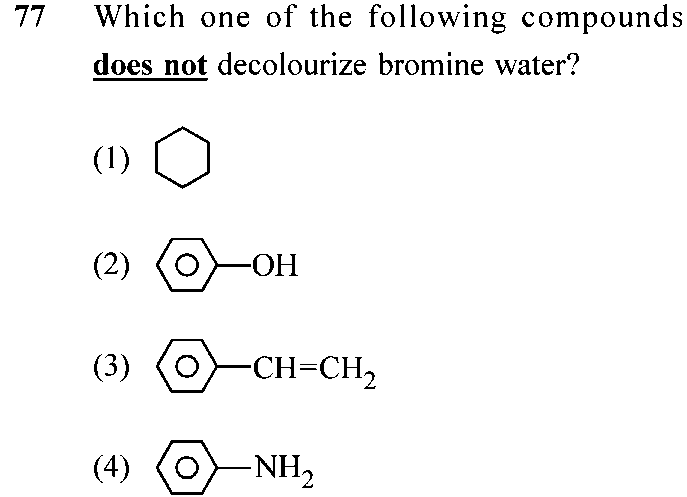 77 Which one of the following compounds
does not decolourize bromine water?
(1)
(2) OH
(3) CH=CH₂
(4) NH₂